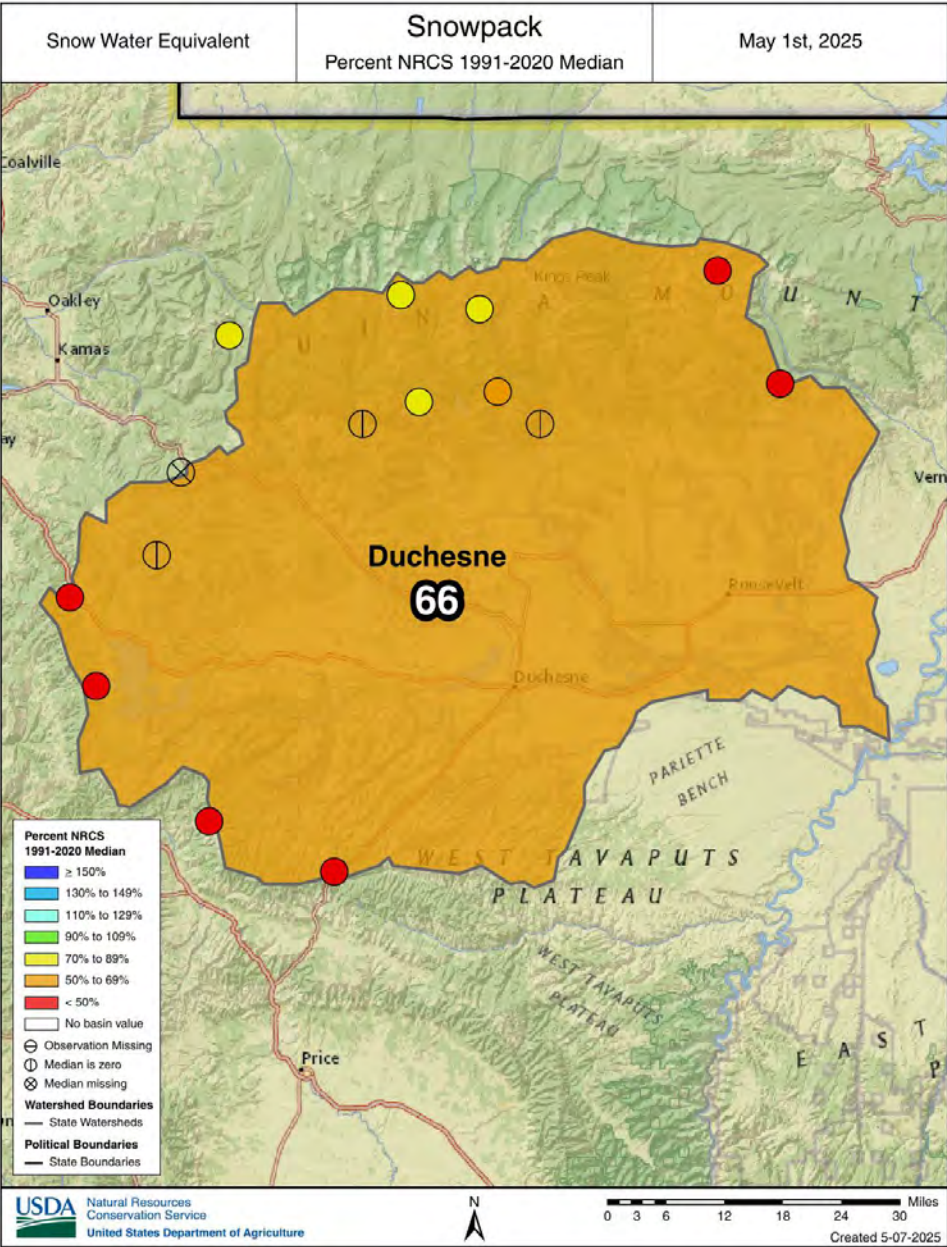 Snow Water Equivalent
Snowpack
Percent NRCS 1991-2020 Median
May 1st, 2025
Coalville
Oakley
Kamas
Kings Peak
U I N A M O U N T
ay
Vern
Duchesne
66
Roosevelt
Duchesne
PARIETTE
BENCH
WEST TAVAPUTS
PLATEAU
WEST TAVAPUTS
PLATEAU
E A S T
P
Price
Percent NRCS
1991-2020 Median
≥ 150%
130% to 149%
110% to 129%
90% to 109%
70% to 89%
50% to 69%
< 50%
No basin value
Observation Missing
Median is zero
Median missing
Watershed Boundaries
State Watersheds
Political Boundaries
State Boundaries
USDA
Natural Resources
Conservation Service
United States Department of Agriculture
N
Miles
0 3 6 12 18 24 30
Created 5-07-2025